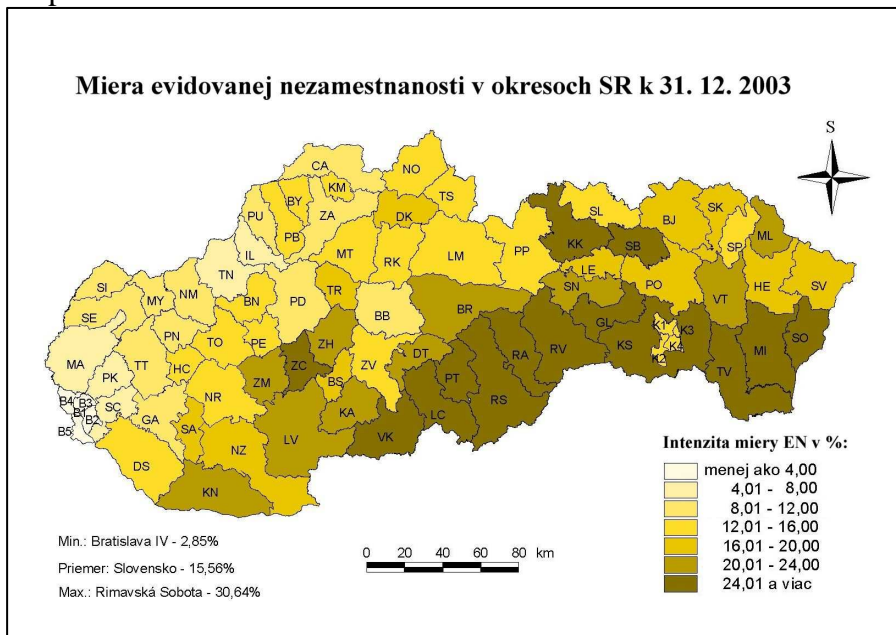 Miera evidovanej nezamestnanosti v okresoch SR k 31. 12. 2003
S
CA
NO
KM
TS
BY
PU
ZA
DK
SL
BJ
SK
ML
PB
IL
MT
RK
LM
PP
KK
SB
SP
TN
LE
PO
HE
SV
SI
MY
NM
BN
PD
TR
BB
BR
SN
VT
SE
PN
TO
PE
ZH
GL
K1
K3
SO
MA
TT
HC
ZC
ZV
DT
RA
RV
KS
K4
K2
TV
MI
PK
NR
ZM
BS
PT
B4
B3
B1
B2
SC
GA
SA
KA
LC
RS
B5
DS
NZ
LV
VK
KN
Intenzita miery EN v %:
menej ako 4,00
4,01 - 8,00
8,01 - 12,00
12,01 - 16,00
16,01 - 20,00
20,01 - 24,00
24,01 a viac
Min.: Bratislava IV - 2,85%
Priemer: Slovensko - 15,56%
Max.: Rimavská Sobota - 30,64%
0 20 40 60 80 km